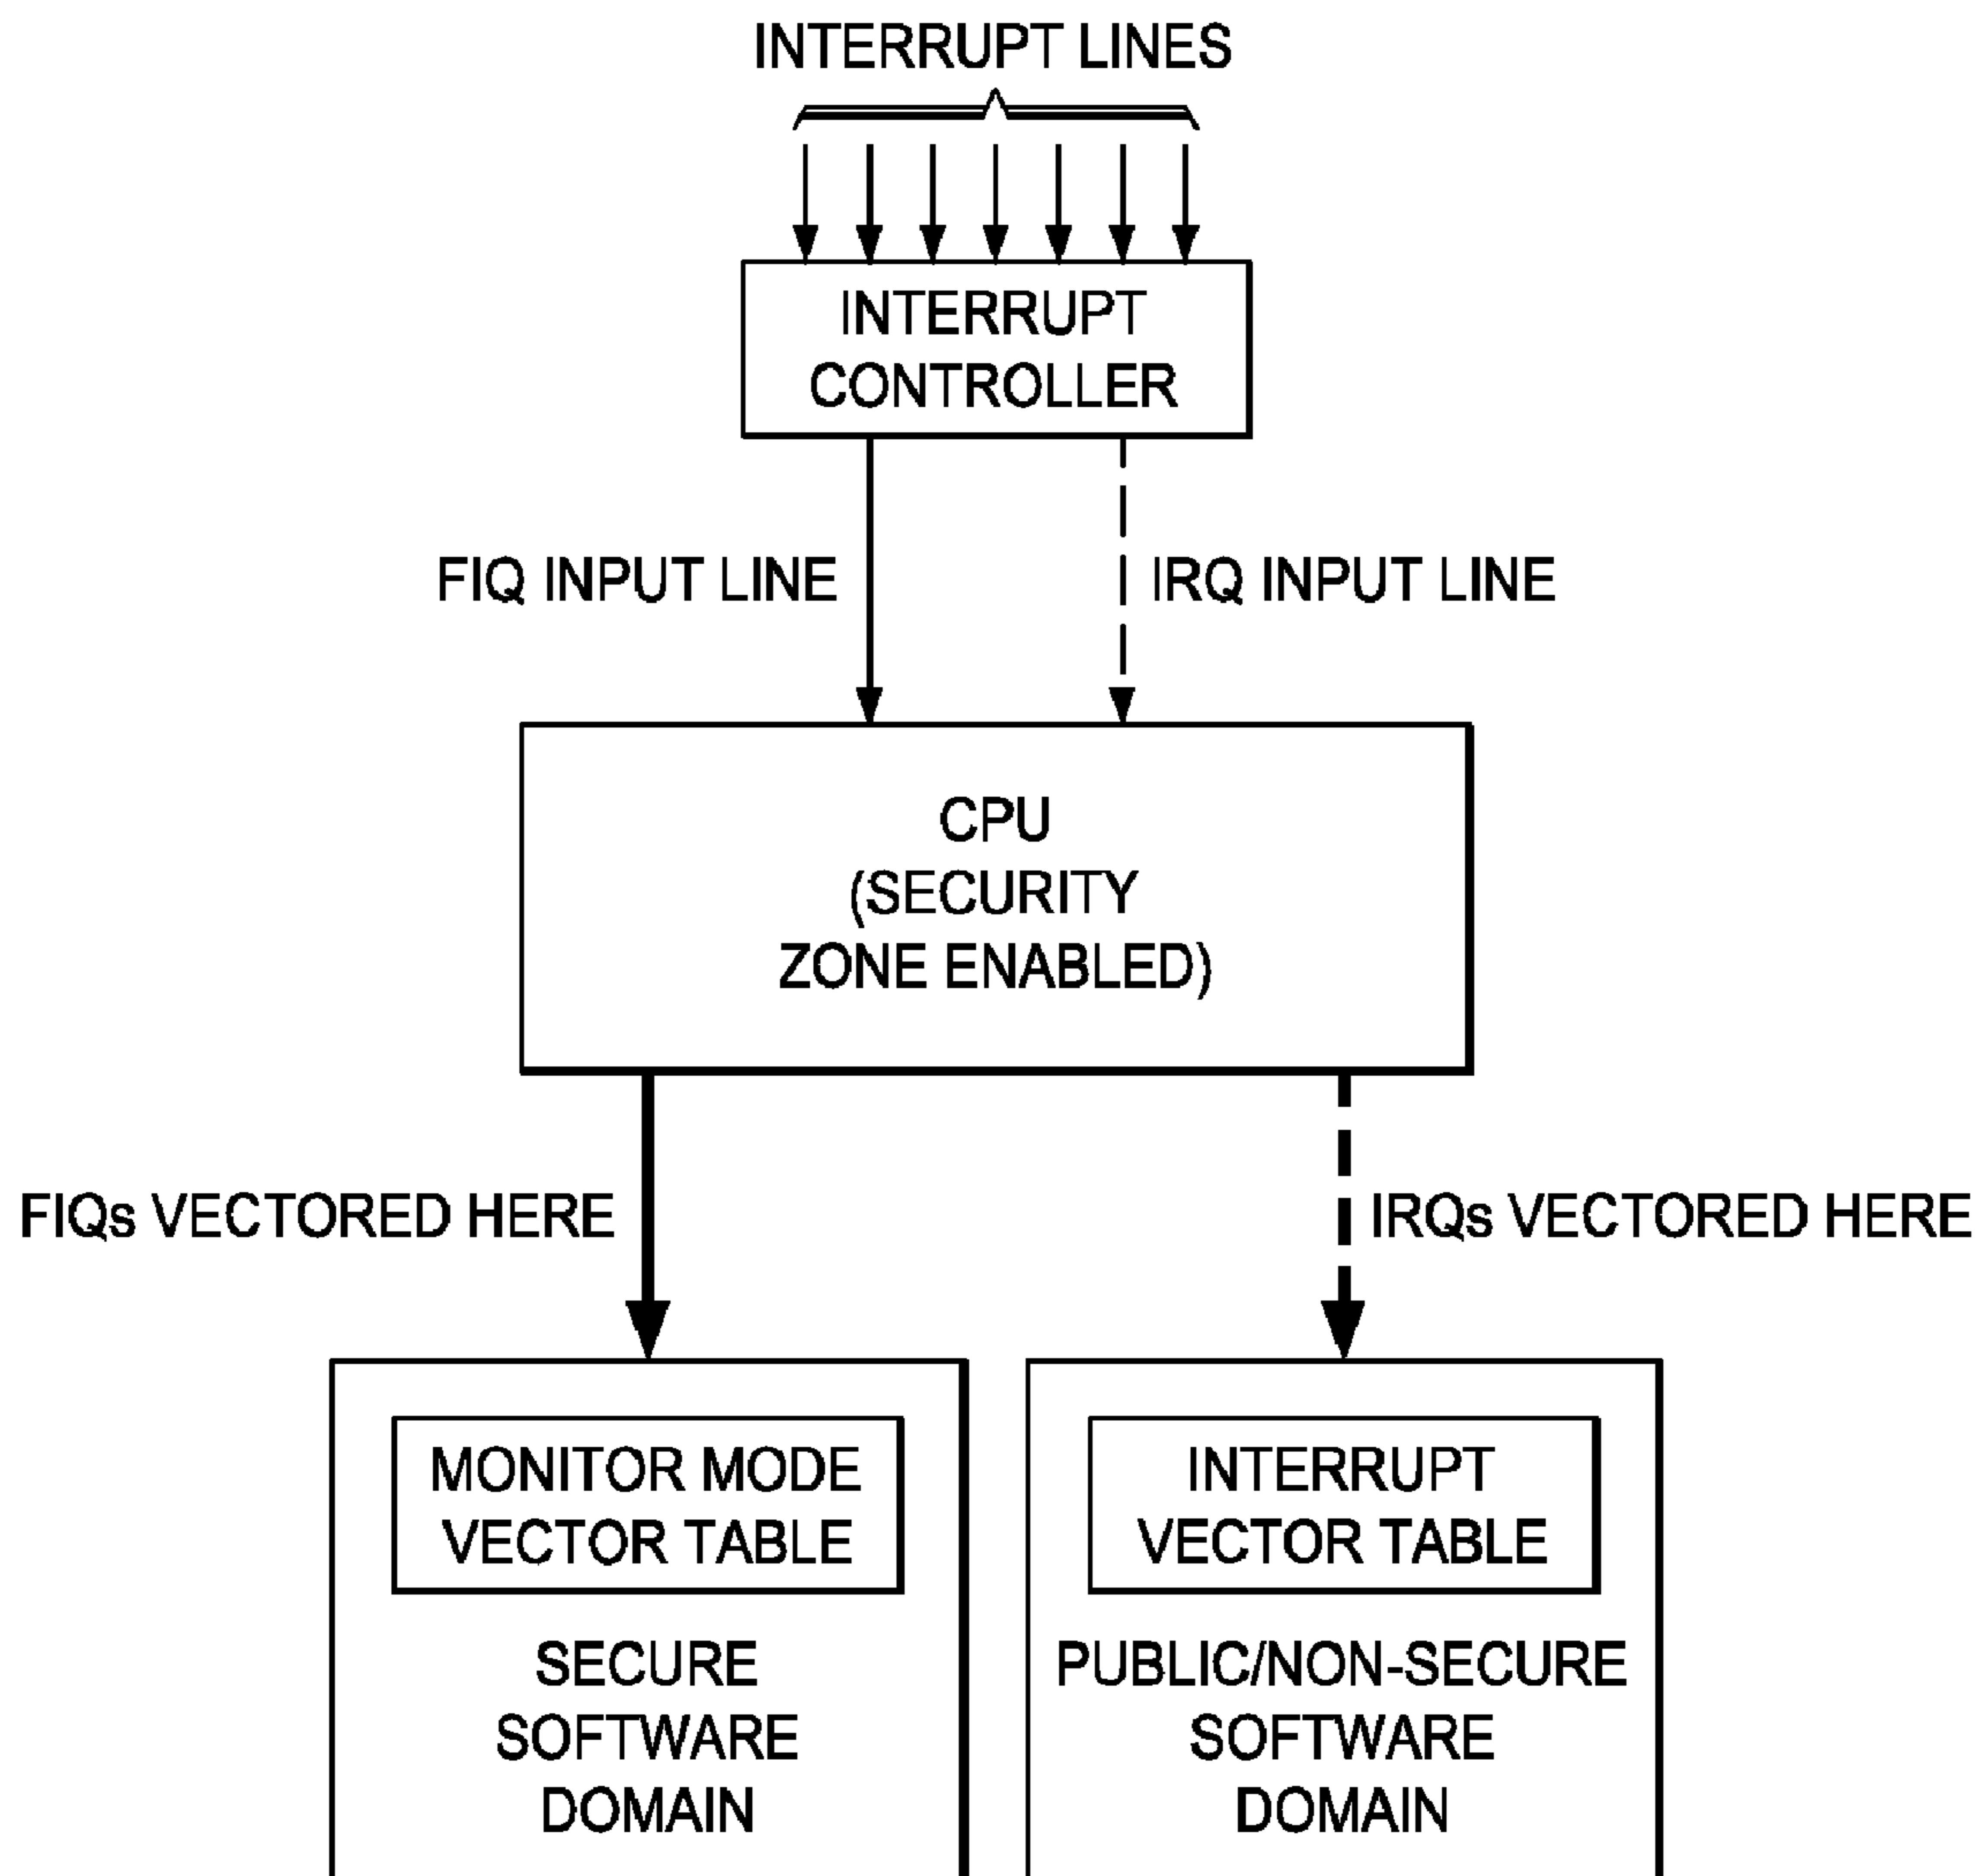 INTERRUPT LINES
INTERRUPT
CONTROLLER
FIQ INPUT LINE
IRQ INPUT LINE
CPU
(SECURITY
ZONE ENABLED)
FIQs VECTORED HERE
IRQs VECTORED HERE
MONITOR MODE
VECTOR TABLE
SECURE
SOFTWARE
DOMAIN
INTERRUPT
VECTOR TABLE
PUBLIC/NON-SECURE
SOFTWARE
DOMAIN